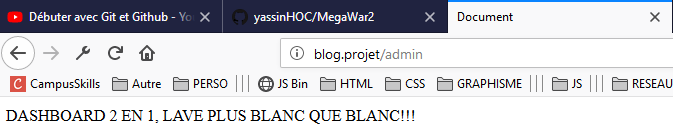 Débuter avec Git et Github - Yo
yassinHOC/MegaWar2
Document
blog.projet/admin
CampusSkills
Autre
PERSO
JS Bin
HTML
CSS
GRAPHISME
JS
RESEAU
DASHBOARD 2 EN 1, LAVE PLUS BLANC QUE BLANC!!!